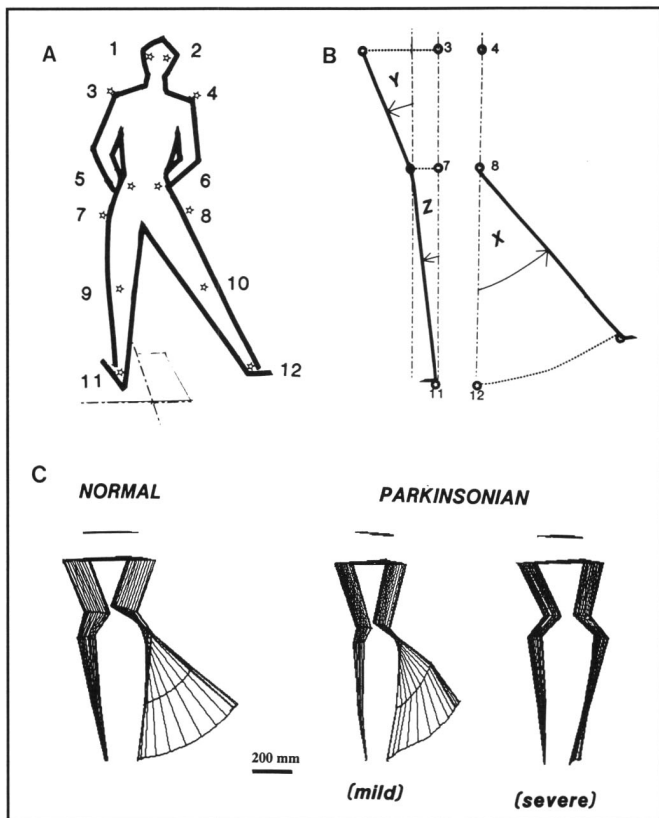 A
1 2
3 4
5 6
7 8
9 10
11 12
B
3 4
Y
7 8
Z X
11 12
C
NORMAL PARKINSONIAN
200 mm
(mild) (severe)